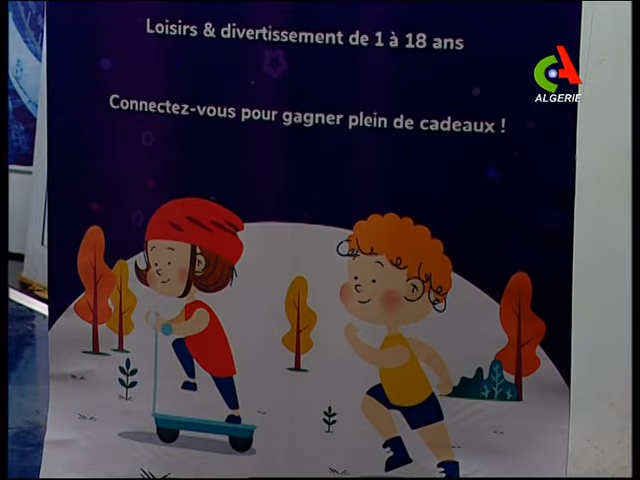 Loisirs & divertissement de 1 à 18 ans
Connectez-vous pour gagner plein de cadeaux !
ALGERIE